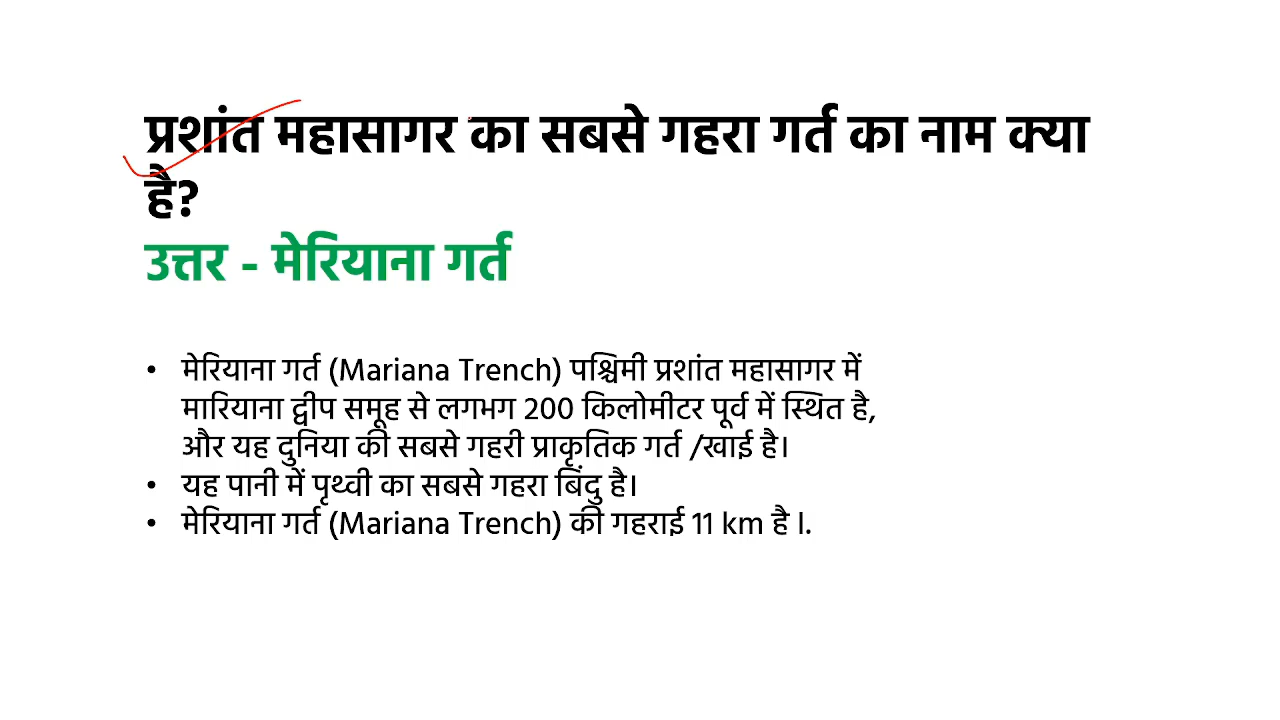 प्रशांत महासागर का सबसे गहरा गर्त का नाम क्या
है?
उत्तर - मेरियाना गर्त
• मेरियाना गर्त (Mariana Trench) पश्चिमी प्रशांत महासागर में
मारियाना द्वीप समूह से लगभग 200 किलोमीटर पूर्व में स्थित है,
और यह दुनिया की सबसे गहरी प्राकृतिक गर्त /खाई है।
• यह पानी में पृथ्वी का सबसे गहरा बिंदु है।
• मेरियाना गर्त (Mariana Trench) की गहराई 11 km है l.